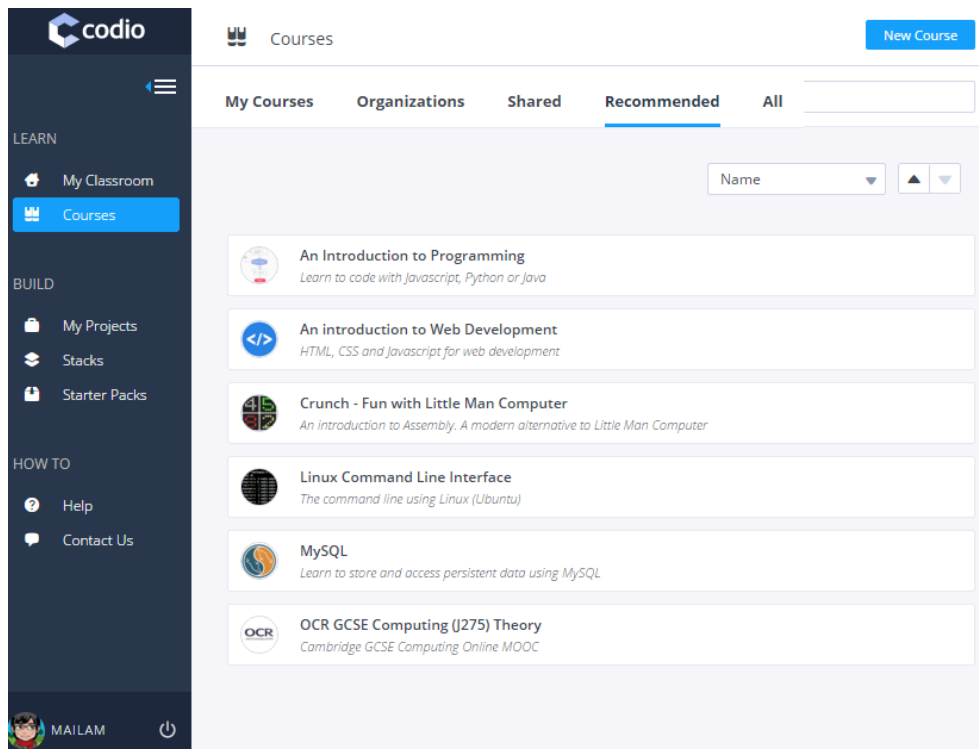 codio
Courses
New Course
My Courses Organizations Shared Recommended All
LEARN
My Classroom
Courses
BUILD
My Projects
Stacks
Starter Packs
HOW TO
Help
Contact Us
MAILAM
Name
An Introduction to Programming
Learn to code with Javascript, Python or Java
An introduction to Web Development
</>
HTML, CSS and Javascript for web development
45
92
Crunch - Fun with Little Man Computer
An introduction to Assembly. A modern alternative to Little Man Computer
Linux Command Line Interface
The command line using Linux (Ubuntu)
MySQL
Learn to store and access persistent data using MySQL
OCR
OCR GCSE Computing (J275) Theory
Cambridge GCSE Computing Online MOOC